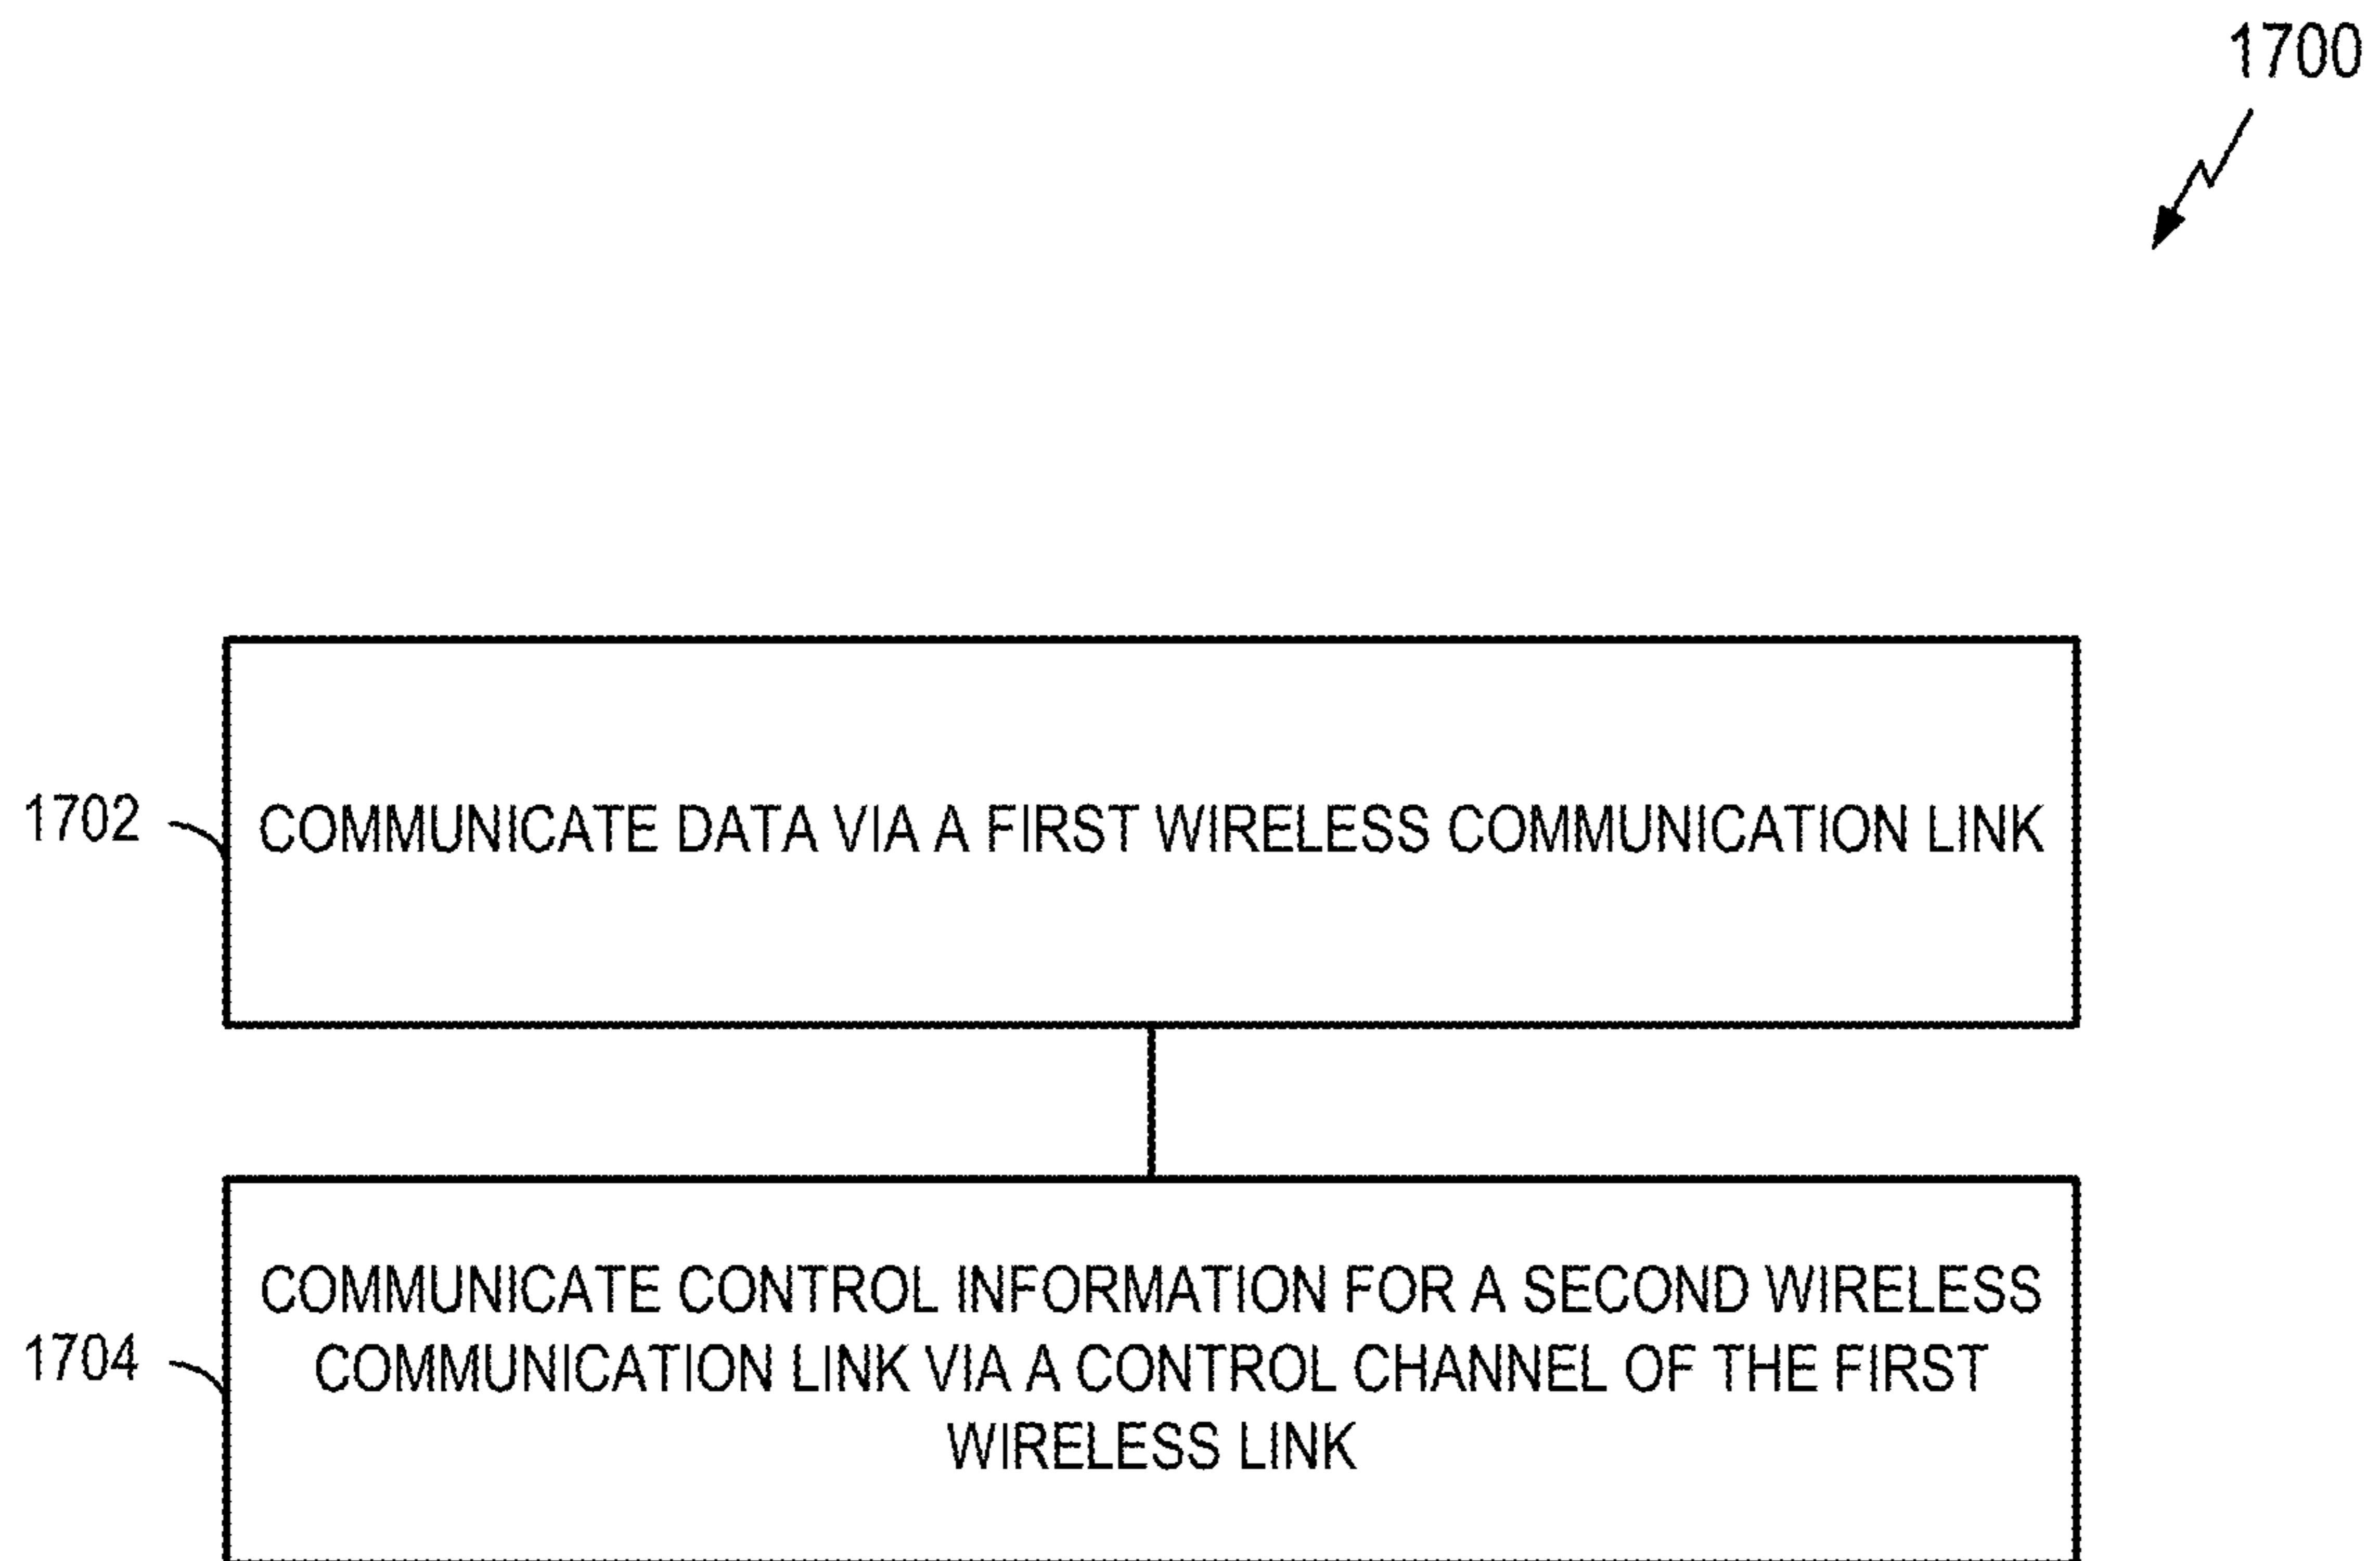 1700
1702
COMMUNICATE DATA VIA A FIRST WIRELESS COMMUNICATION LINK
COMMUNICATE CONTROL INFORMATION FOR A SECOND WIRELESS
1704
COMMUNICATION LINK VIA A CONTROL CHANNEL OF THE FIRST
WIRELESS LINK